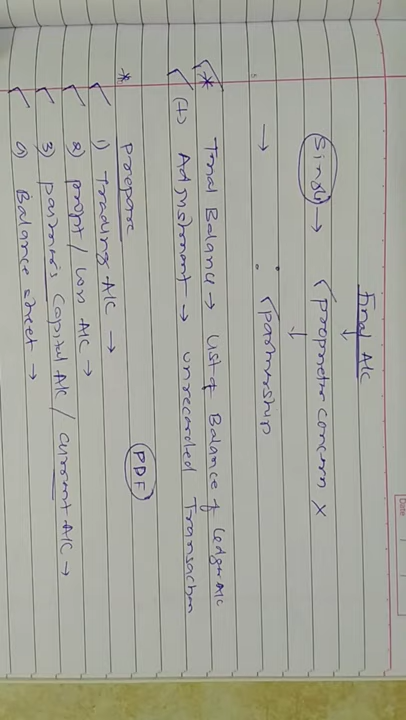 Final A/C
↓
Single → (proprietor concern X
↓
→ (partnership
* Trial Balance → List of Balance of Ledger A/c
(+) Adjustment → unrecorded Transaction
* prepare
PDF
1) Trading A/C →
2) profit / Loss A/C →
3) partner's Capital A/C / current A/C →
4) Balance sheet →
Date